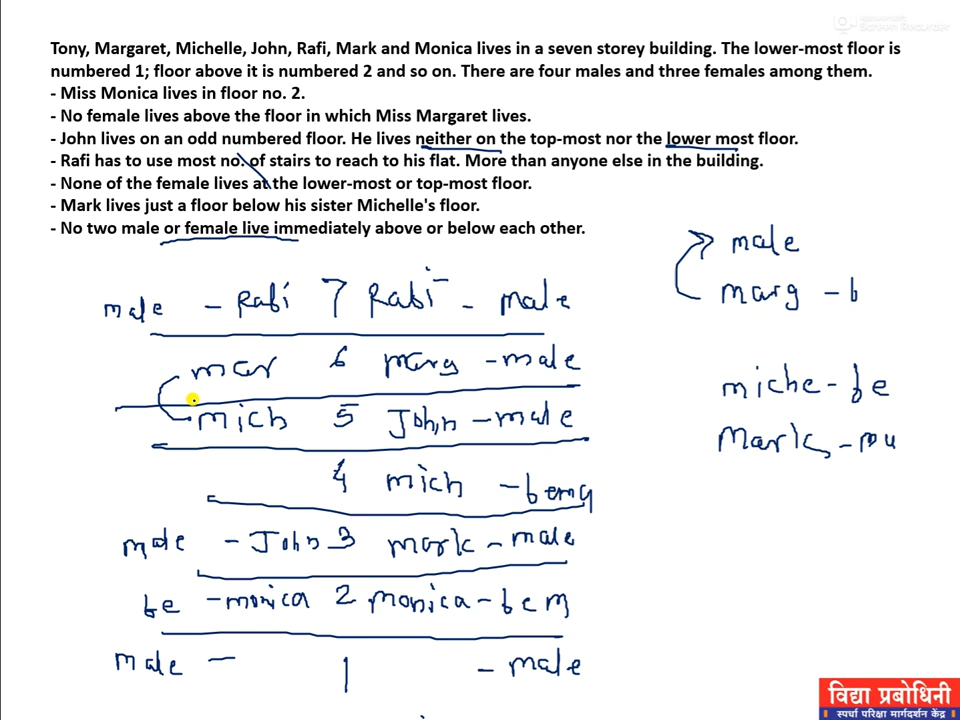 Tony, Margaret, Michelle, John, Rafi, Mark and Monica lives in a seven storey building. The lower-most floor is
numbered 1; floor above it is numbered 2 and so on. There are four males and three females among them.
- Miss Monica lives in floor no. 2.
- No female lives above the floor in which Miss Margaret lives.
- John lives on an odd numbered floor. He lives neither on the top-most nor the lower most floor.
- Rafi has to use most no. of stairs to reach to his flat. More than anyone else in the building.
- None of the female lives at the lower-most or top-most floor.
- Mark lives just a floor below his sister Michelle's floor.
- No two male or female live immediately above or below each other.
male
marg - b
male - Rafi 7 Rafi - male
mar 6 marg - male
miche - fe
mich 5 John - male
Mark -
4 mich -
male - John 3 mark - male
fe - monica 2 monica - fem
male - 1 - male
विद्या प्रबोधिनी
स्पर्धा परिक्षा मार्गदर्शन केंद्र